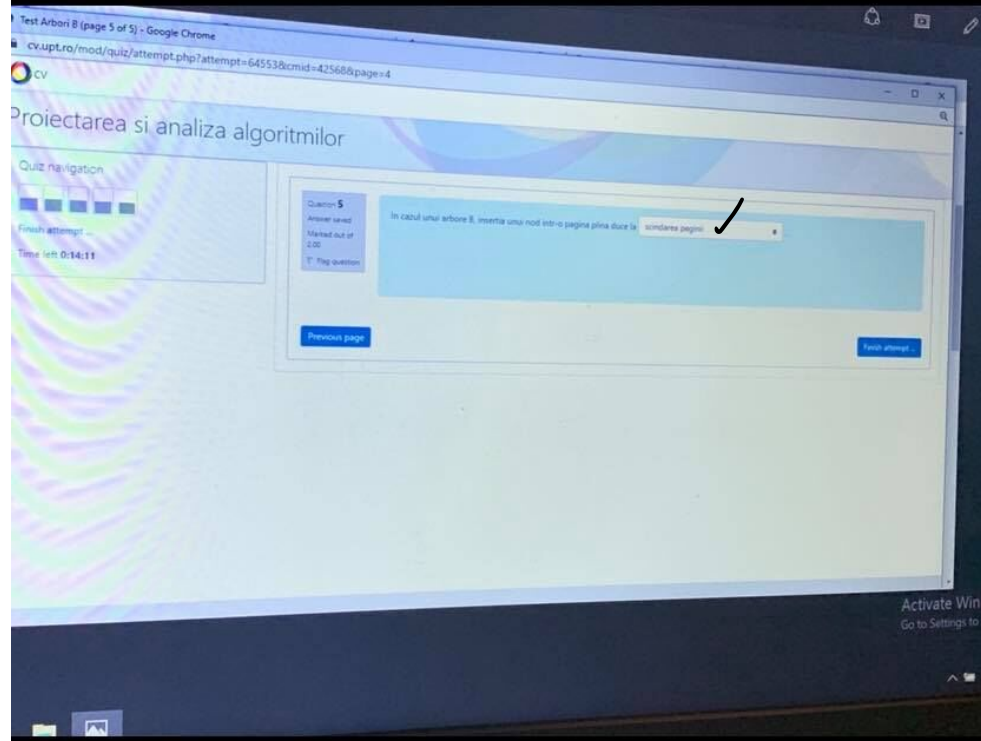 Test Arbori B (page 5 of 5) - Google Chrome
cv.upt.ro/mod/quiz/attempt.php?attempt=64553&cmid=42568&page=4
CV
Proiectarea si analiza algoritmilor
Quiz navigation
Finish attempt ...
Time left 0:14:11
Question 5
Answer saved
Marked out of
2.00
Flag question
In cazul unui arbore B, insertia unui nod intr-o pagina plina duce la scindarea paginii
Previous page
Finish attempt ...
Activate Win
Go to Settings to